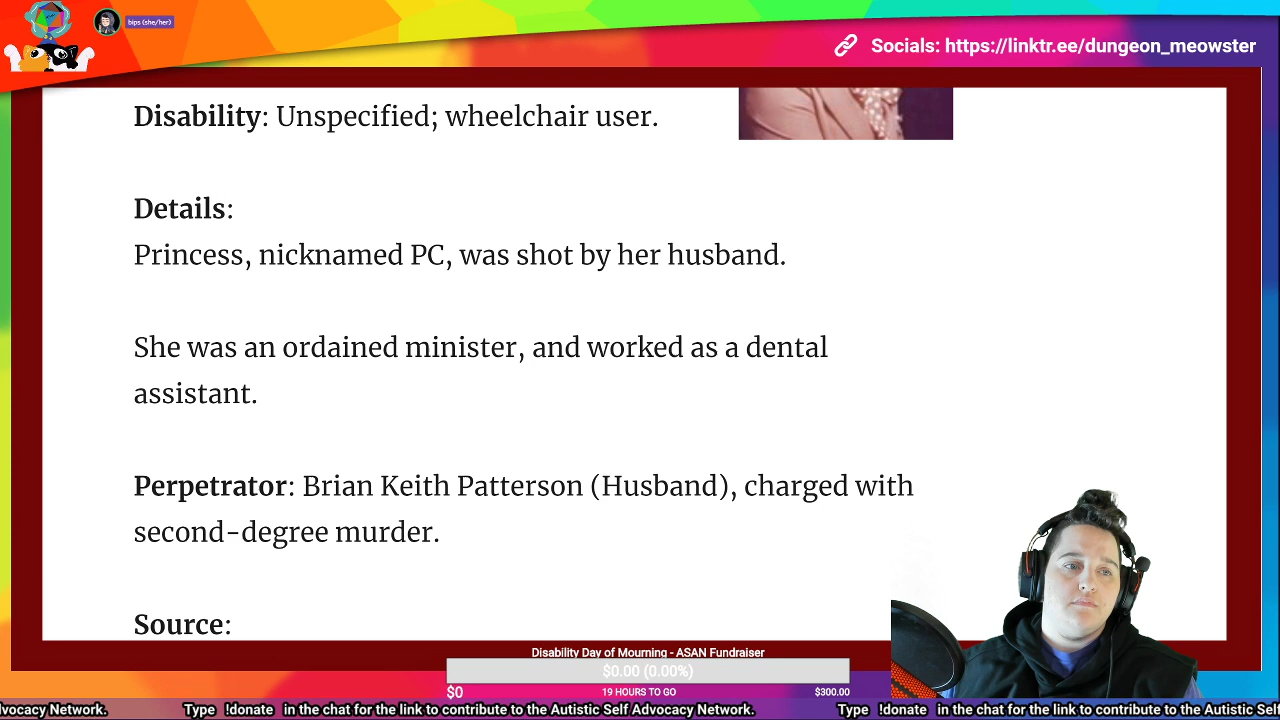 bips (she/her)
Socials: https://linktr.ee/dungeon_meowster
Disability: Unspecified; wheelchair user.
Details:
Princess, nicknamed PC, was shot by her husband.
She was an ordained minister, and worked as a dental
assistant.
Perpetrator: Brian Keith Patterson (Husband), charged with
second-degree murder.
Source:
Disability Day of Mourning - ASAN Fundraiser
$0.00 (0.00%)
$0 19 HOURS TO GO $300.00
lvocacy Network. Type !donate in the chat for the link to contribute to the Autistic Self Advocacy Network. Type !donate in the chat for the link to contribute to the Autistic Sel